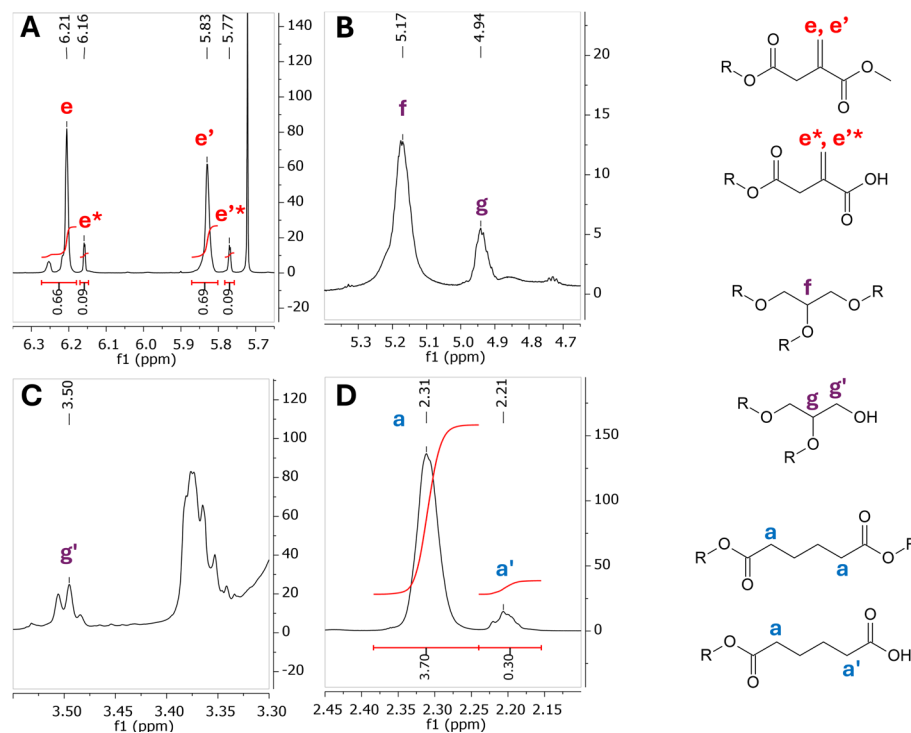 A
6.21
6.16
5.83
5.77
e
e*
e'
e'*
140
120
100
80
60
40
20
0
-20
0.66
0.09
0.69
0.09
6.3 6.2 6.1 6.0 5.9 5.8 5.7
f1 (ppm)
B
5.17
4.94
f
g
20
15
10
5
0
5.3 5.2 5.1 5.0 4.9 4.8 4.7
f1 (ppm)
C
3.50
g'
120
100
80
60
40
20
0
-20
3.50 3.45 3.40 3.35 3.30
f1 (ppm)
D
2.31
2.21
a
a'
150
100
50
0
3.70
0.30
2.45 2.40 2.35 2.30 2.25 2.20 2.15
f1 (ppm)
e, e'
O
R
O
O
O
e*, e'*
O
R
O
OH
O
f
R
O
O
R
O
R
g
g'
R
O
OH
O
R
a
O
R
O
O
R
O
a
a
O
R
O
OH
O
a'